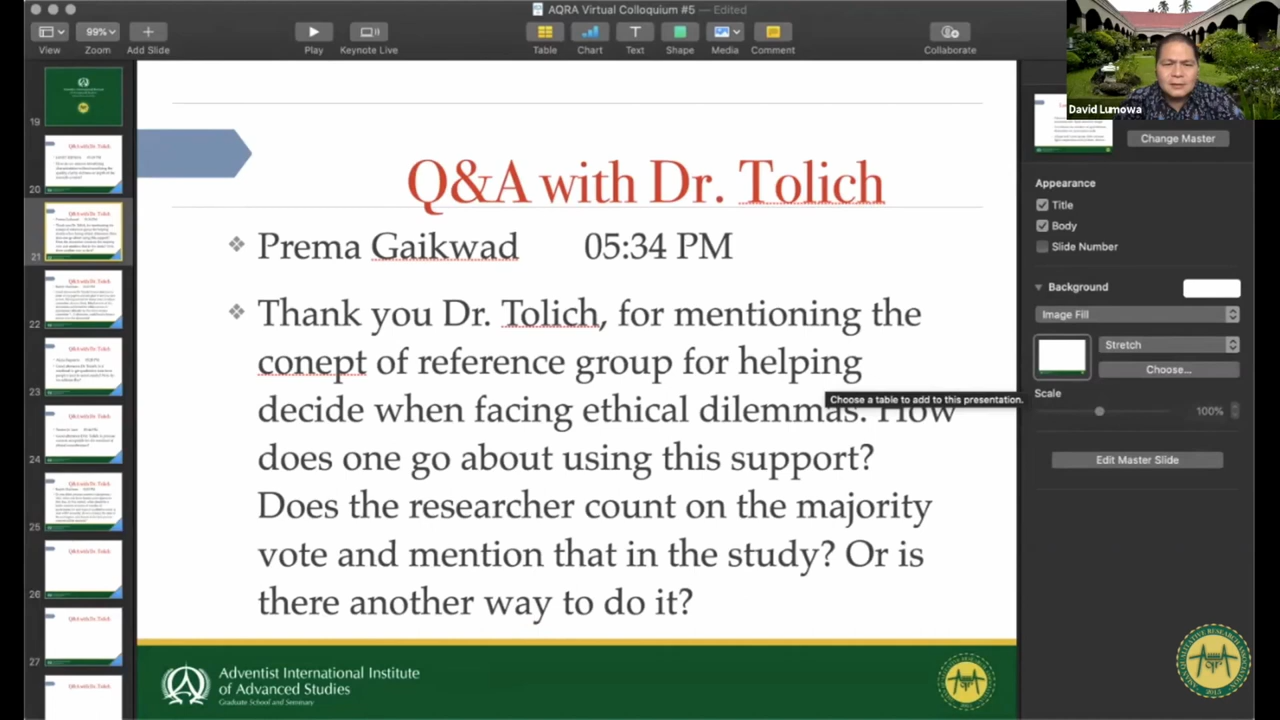 AQRA Virtual Colloquium #5 — Edited
View
99%
Zoom
Add Slide
Play
Keynote Live
Table
Chart
Text
Shape
Media
Comment
Collaborate
David Lumowa
19
20
21
22
23
24
25
26
27
Q&A with Dr. Tolich
Prema Gaikwad 05:34 PM
Thank you Dr. Tolich, for mentioning the
conept of reference group for helping
decide when facing ethical dilemmas. How
does one go about using this support?
Does the researcher count on the majority
vote and mention that in the study? Or is
there another way to do it?
Choose a table to add to this presentation.
Adventist International Institute
of Advanced Studies
Graduate School and Seminary
Change Master
Appearance
Title
Body
Slide Number
Background
Image Fill
Stretch
Choose...
Scale
100%
Edit Master Slide